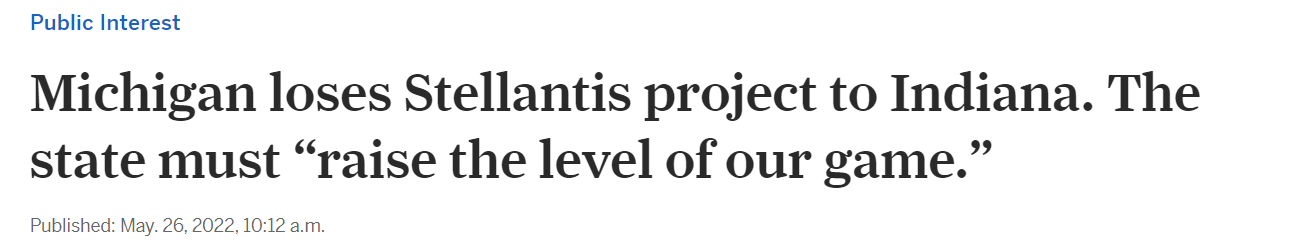 Public Interest
Michigan loses Stellantis project to Indiana. The
state must “raise the level of our game.”
Published: May. 26, 2022, 10:12 a.m.